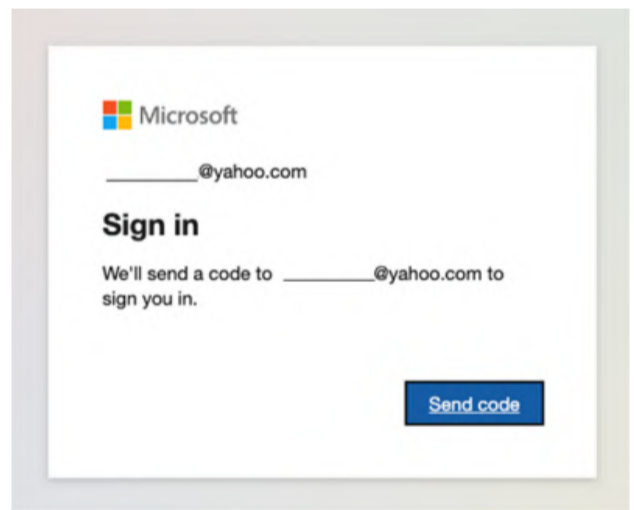 Microsoft
_________@yahoo.com
Sign in
We'll send a code to _________@yahoo.com to
sign you in.
Send code